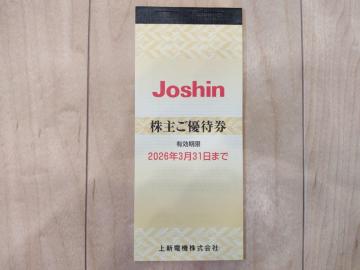 Joshin
株主ご優待券
有効期限
2026年3月31日まで
上新電機株式会社